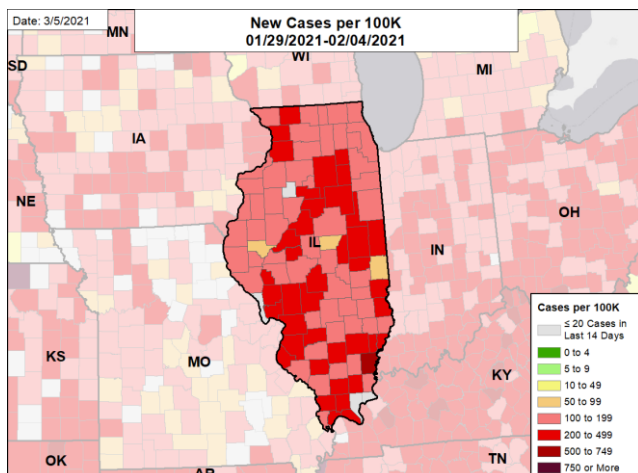 Date: 3/5/2021
New Cases per 100K
01/29/2021-02/04/2021
MN
SD
WI
MI
IA
NE
IL
IN
OH
KS
MO
KY
OK
AR
TN
Cases per 100K
≤ 20 Cases in
Last 14 Days
0 to 4
5 to 9
10 to 49
50 to 99
100 to 199
200 to 499
500 to 749
750 or More